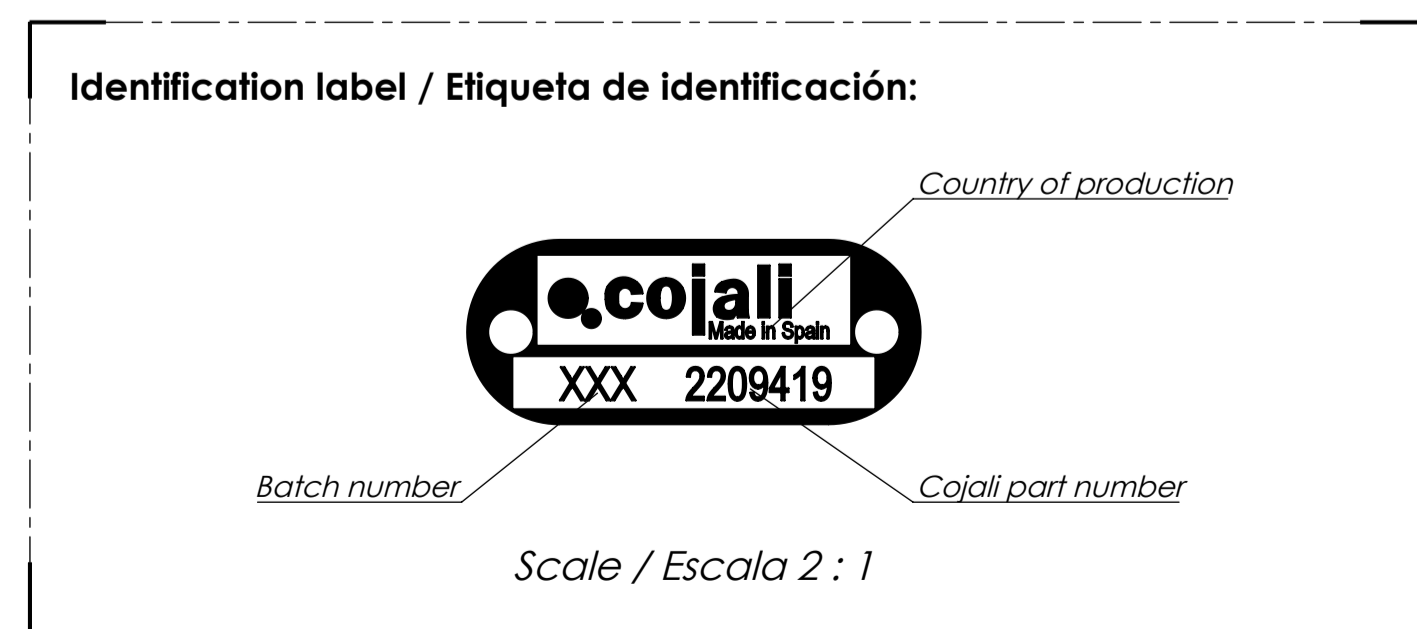 Identification label / Etiqueta de identificación:
Country of production
cojali
Made in Spain
XXX 2209419
Batch number
Cojali part number
Scale / Escala 2 : 1